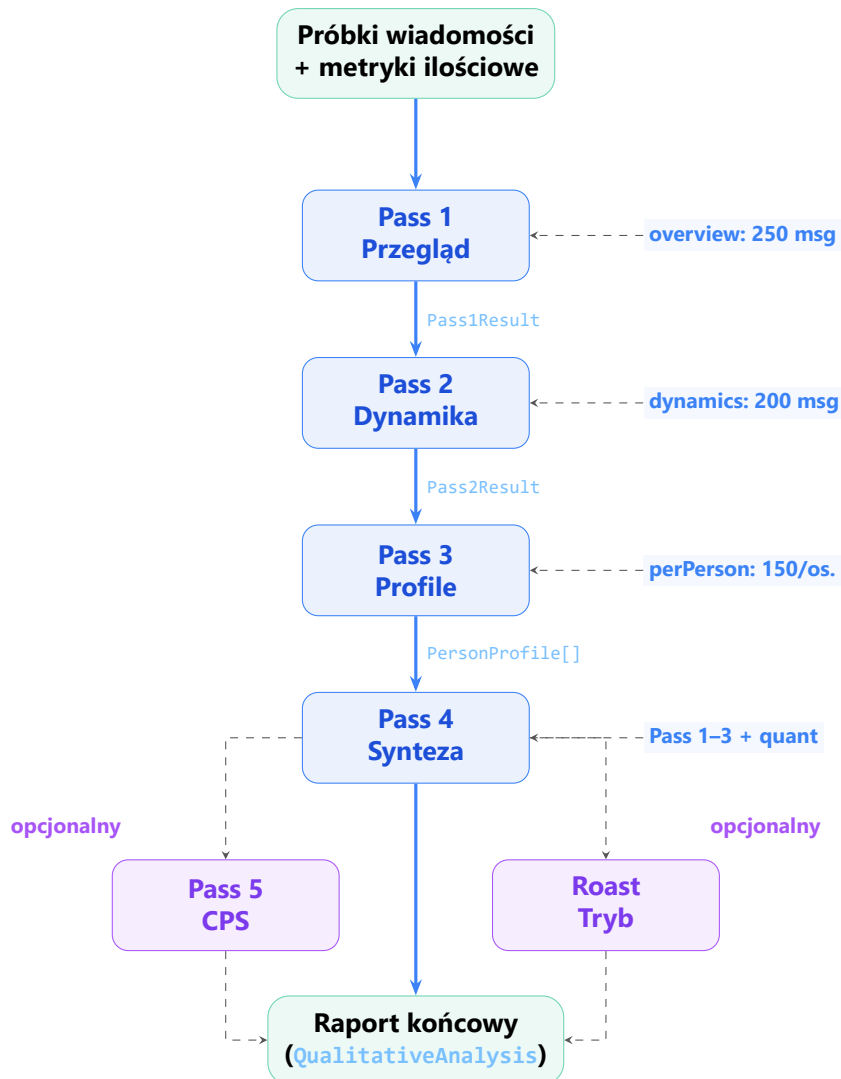 Próbki wiadomości
+ metryki ilościowe
Pass 1
Przegląd
overview: 250 msg
Pass1Result
Pass 2
Dynamika
dynamics: 200 msg
Pass2Result
Pass 3
Profile
perPerson: 150/os.
PersonProfile[]
Pass 4
Synteza
Pass 1–3 + quant
opcjonalny
opcjonalny
Pass 5
CPS
Roast
Tryb
Raport końcowy
(QualitativeAnalysis)